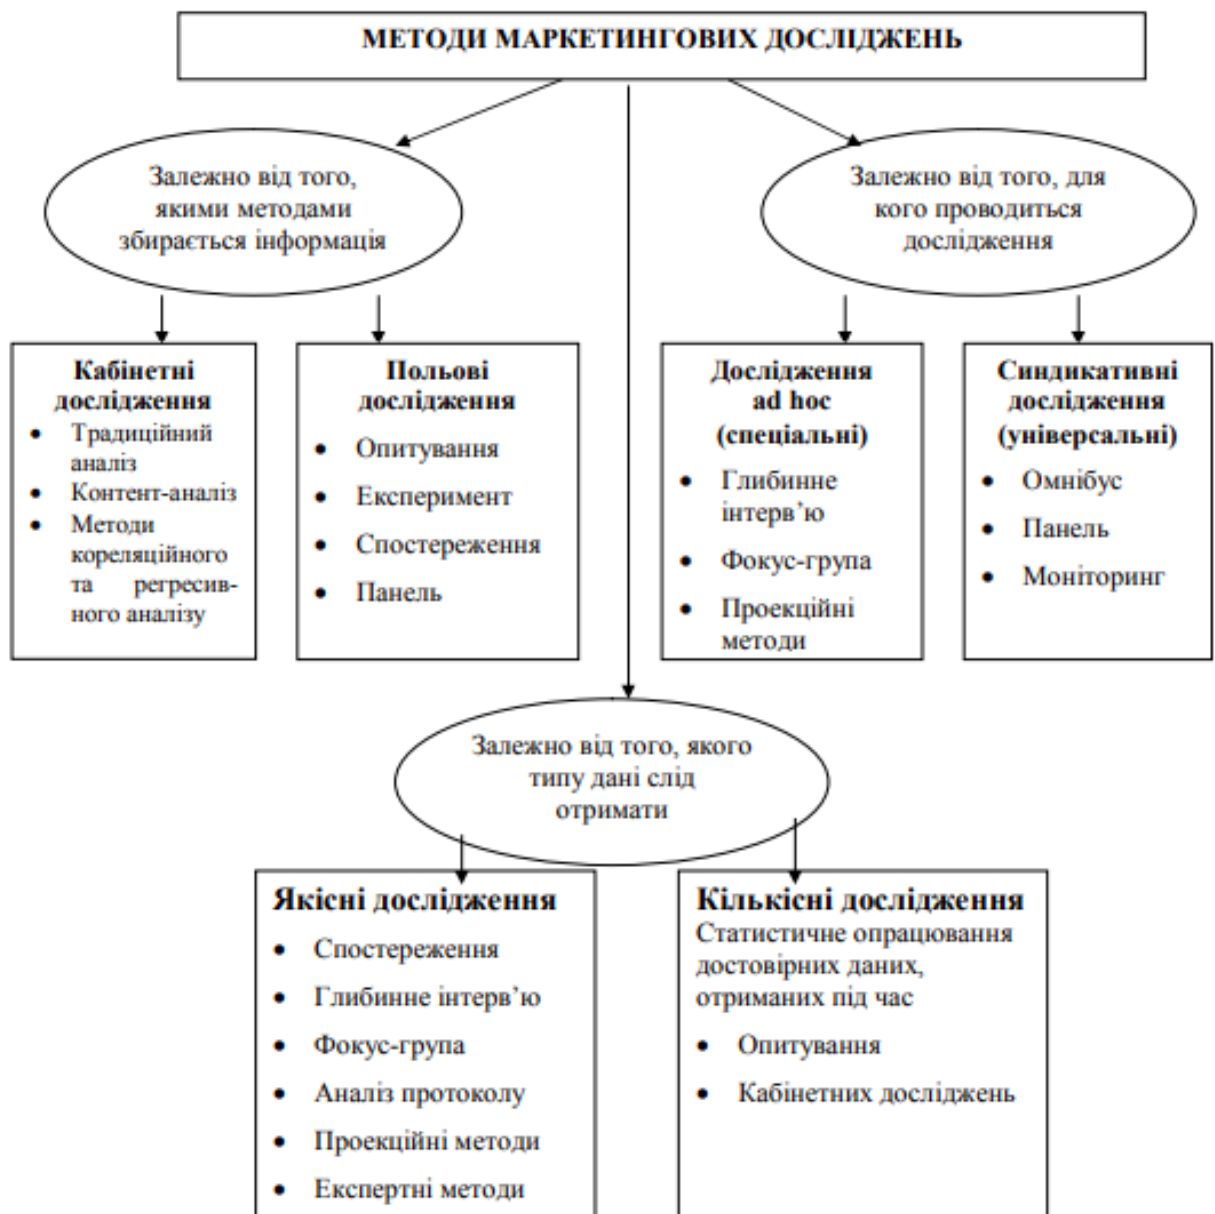 МЕТОДИ МАРКЕТИНГОВИХ ДОСЛІДЖЕНЬ
Залежно від того,
якими методами
збирається інформація
Залежно від того, для
кого проводиться
дослідження
Кабінетні
дослідження
• Традиційний
аналіз
• Контент-аналіз
• Методи
кореляційного
та регресив-
ного аналізу
Польові
дослідження
• Опитування
• Експеримент
• Спостереження
• Панель
Дослідження
ad hoc
(спеціальні)
• Глибинне
інтерв’ю
• Фокус-група
• Проекційні
методи
Синдикативні
дослідження
(універсальні)
• Омнібус
• Панель
• Моніторинг
Залежно від того, якого
типу дані слід
отримати
Якісні дослідження
• Спостереження
• Глибинне інтерв’ю
• Фокус-група
• Аналіз протоколу
• Проекційні методи
• Експертні методи
Кількісні дослідження
Статистичне опрацювання
достовірних даних,
отриманих під час
• Опитування
• Кабінетних досліджень